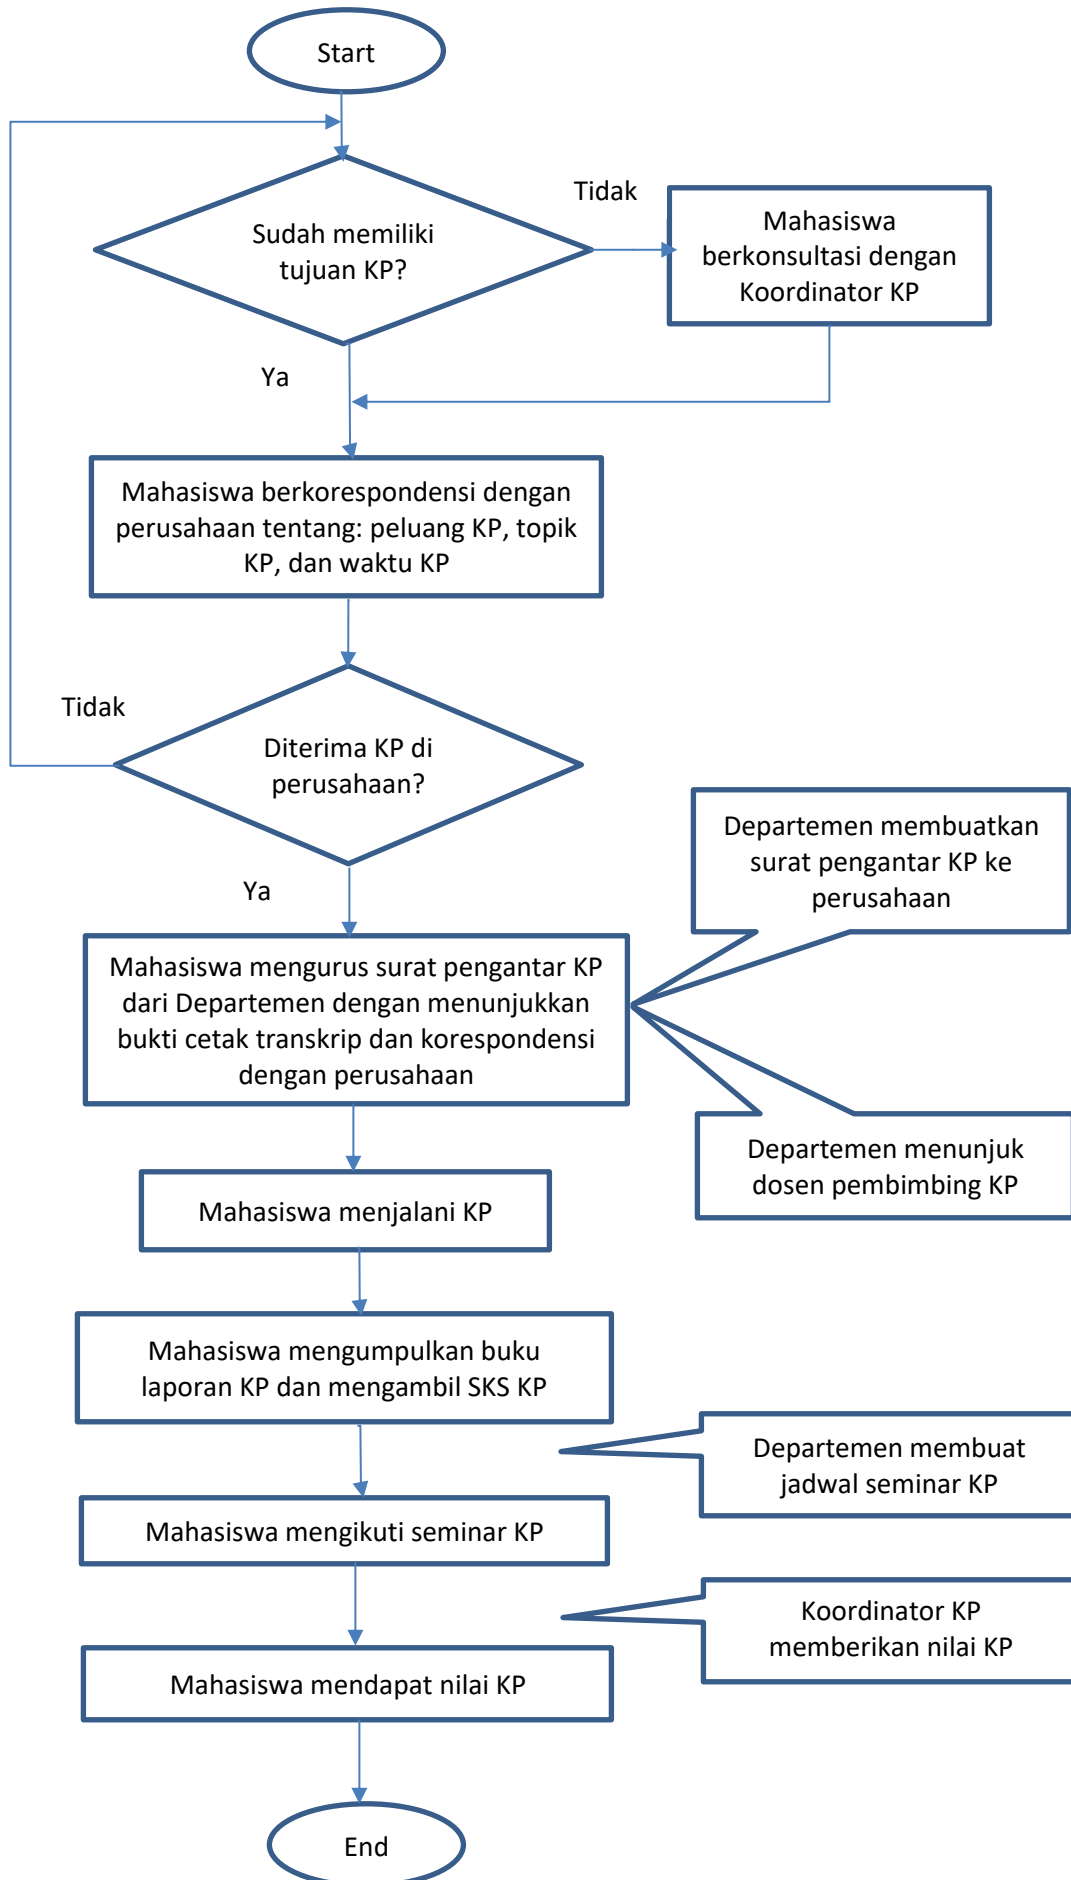 Start
Sudah memiliki
tujuan KP?
Tidak
Mahasiswa
berkonsultasi dengan
Koordinator KP
Ya
Mahasiswa berkorespondensi dengan
perusahaan tentang: peluang KP, topik
KP, dan waktu KP
Tidak
Diterima KP di
perusahaan?
Ya
Departemen membuatkan
surat pengantar KP ke
perusahaan
Mahasiswa mengurus surat pengantar KP
dari Departemen dengan menunjukkan
bukti cetak transkrip dan korespondensi
dengan perusahaan
Departemen menunjuk
dosen pembimbing KP
Mahasiswa menjalani KP
Mahasiswa mengumpulkan buku
laporan KP dan mengambil SKS KP
Departemen membuat
jadwal seminar KP
Mahasiswa mengikuti seminar KP
Koordinator KP
memberikan nilai KP
Mahasiswa mendapat nilai KP
End